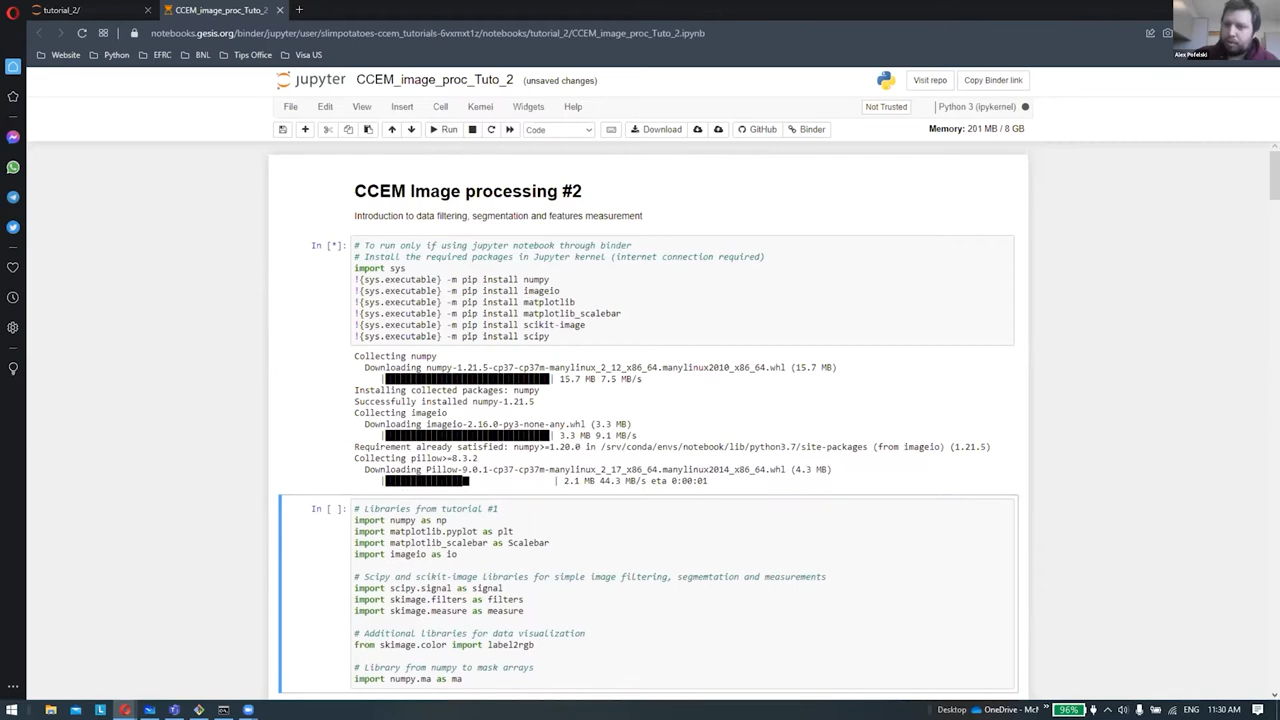 tutorial_2/
CCEM_image_proc_Tuto_2
notebooks.gesis.org/binder/jupyter/user/slimpotatoes-ccem_tutorials-6vxmxt1z/notebooks/tutorial_2/CCEM_image_proc_Tuto_2.ipynb
Website Python EFRC BNL Tips Office Visa US
Alex Pofelski
jupyter CCEM_image_proc_Tuto_2 (unsaved changes) Visit repo Copy Binder link
File Edit View Insert Cell Kernel Widgets Help Not Trusted Python 3 (ipykernel)
Run Code Download GitHub Binder Memory: 201 MB / 8 GB
CCEM Image processing #2
Introduction to data filtering, segmentation and features measurement
In [*]: # To run only if using jupyter notebook through binder
# Install the required packages in Jupyter kernel (internet connection required)
import sys
!{sys.executable} -m pip install numpy
!{sys.executable} -m pip install imageio
!{sys.executable} -m pip install matplotlib
!{sys.executable} -m pip install matplotlib_scalebar
!{sys.executable} -m pip install scikit-image
!{sys.executable} -m pip install scipy
Collecting numpy
Downloading numpy-1.21.5-cp37-cp37m-manylinux_2_12_x86_64.manylinux2010_x86_64.whl (15.7 MB)
| | 15.7 MB 7.5 MB/s
Installing collected packages: numpy
Successfully installed numpy-1.21.5
Collecting imageio
Downloading imageio-2.16.0-py3-none-any.whl (3.3 MB)
| | 3.3 MB 9.1 MB/s
Requirement already satisfied: numpy>=1.20.0 in /srv/conda/envs/notebook/lib/python3.7/site-packages (from imageio) (1.21.5)
Collecting pillow>=8.3.2
Downloading Pillow-9.0.1-cp37-cp37m-manylinux_2_17_x86_64.manylinux2014_x86_64.whl (4.3 MB)
| | 2.1 MB 44.3 MB/s eta 0:00:01
In [ ]: # Libraries from tutorial #1
import numpy as np
import matplotlib.pyplot as plt
import matplotlib_scalebar as Scalebar
import imageio as io
# Scipy and scikit-image libraries for simple image filtering, segmemtation and measurements
import scipy.signal as signal
import skimage.filters as filters
import skimage.measure as measure
# Additional libraries for data visualization
from skimage.color import label2rgb
# Library from numpy to mask arrays
import numpy.ma as ma
Desktop OneDrive - McM 96% 11:30 AM